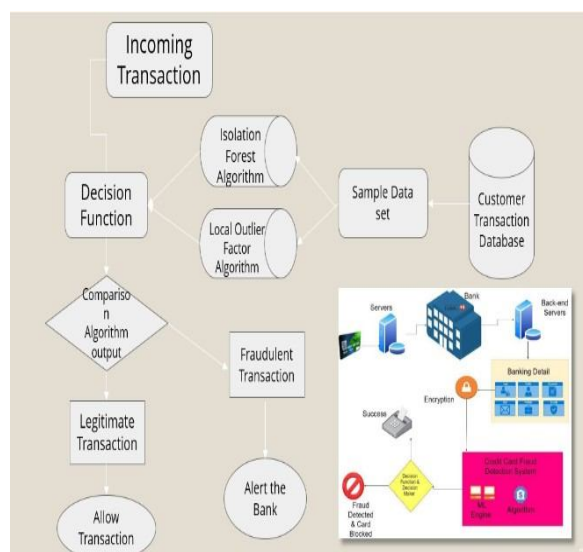 Incoming
Transaction
Isolation
Forest
Algorithm
Decision
Function
Sample Data
set
Customer
Transaction
Database
Local Outlier
Factor
Algorithm
Compariso
n
Algorithm
output
Fraudulent
Transaction
Legitimate
Transaction
Alert the
Bank
Allow
Transaction
Bank
Servers
Back-end
Servers
Banking Detail
Encryption
Success
Credit Card Fraud
Detection System
Decision
Function &
Decision
Maker
ML
Engine
Algorithm
Fraud
Detected &
Card
Blocked